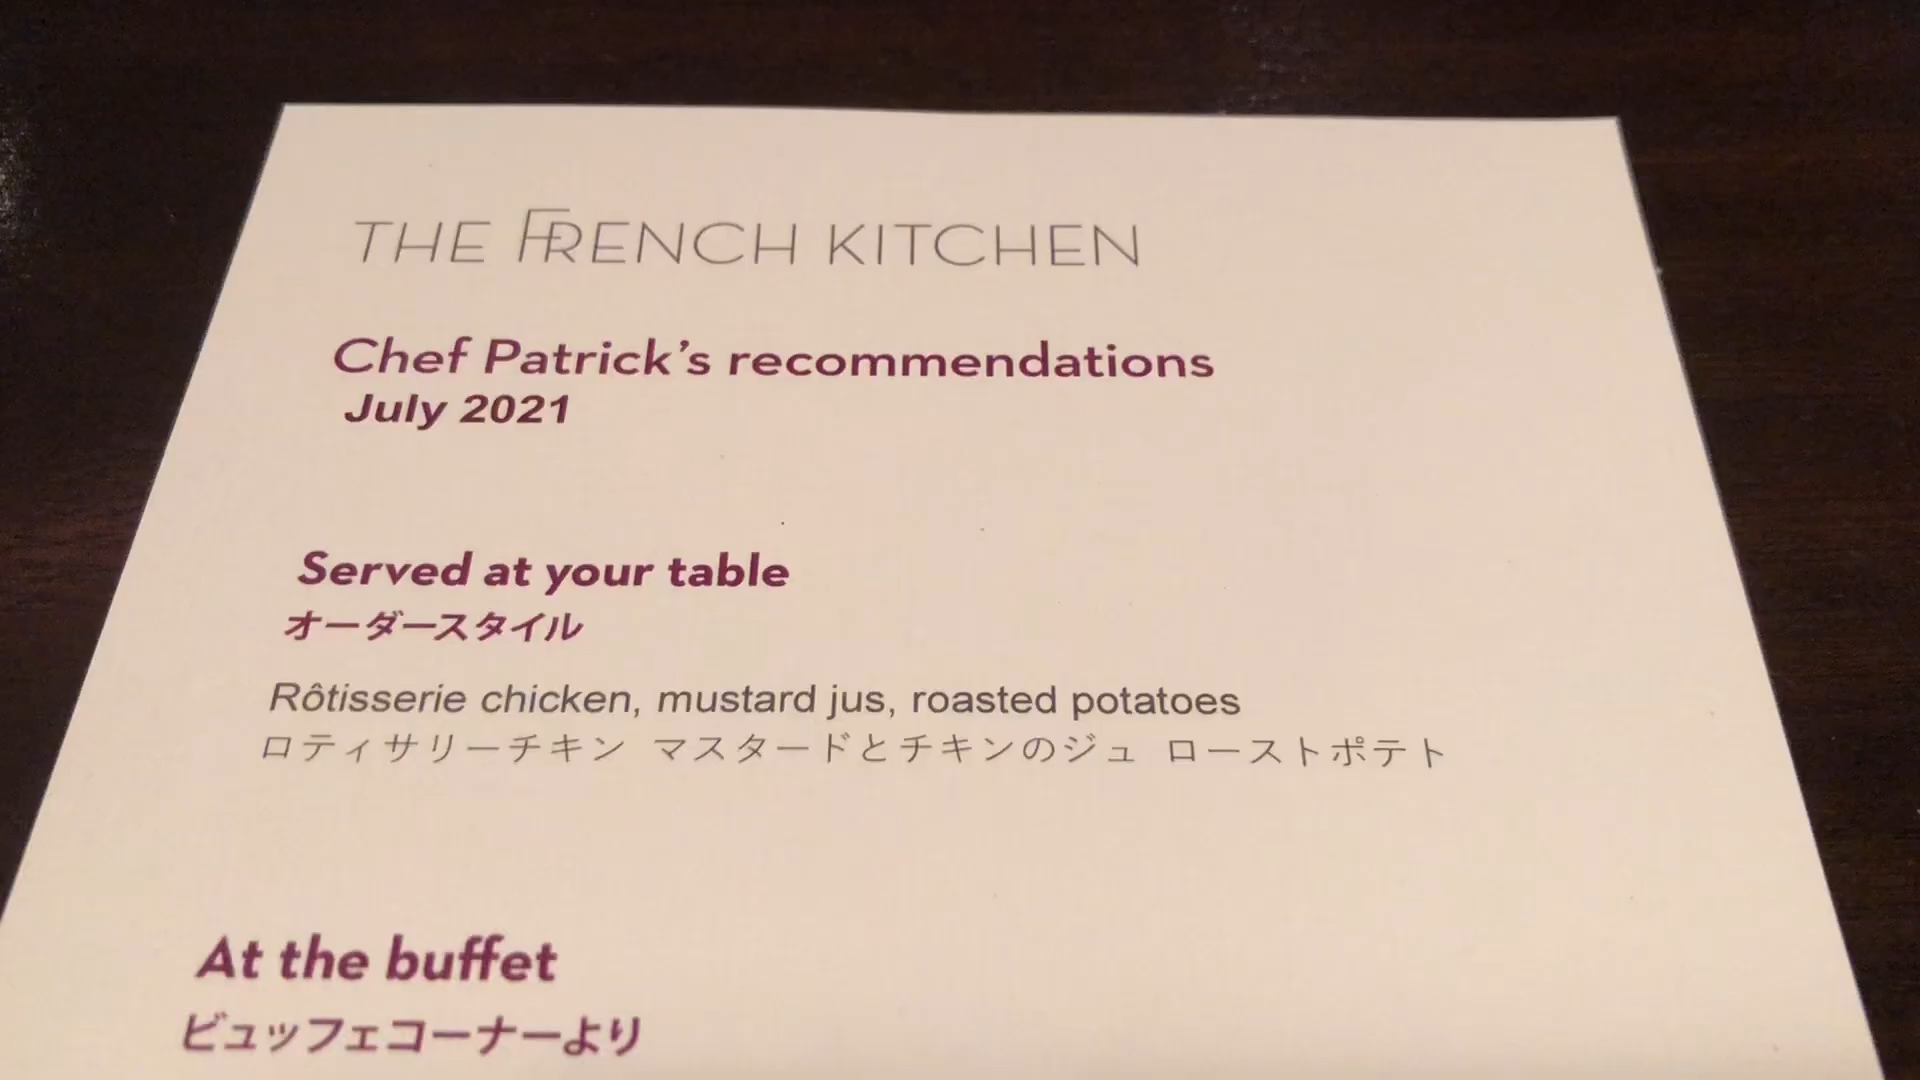 THE FRENCH KITCHEN
Chef Patrick’s recommendations
July 2021
Served at your table
オーダースタイル
Rôtisserie chicken, mustard jus, roasted potatoes
ロティサリーチキン マスタードとチキンのジュ ローストポテト
At the buffet
ビュッフェコーナーより